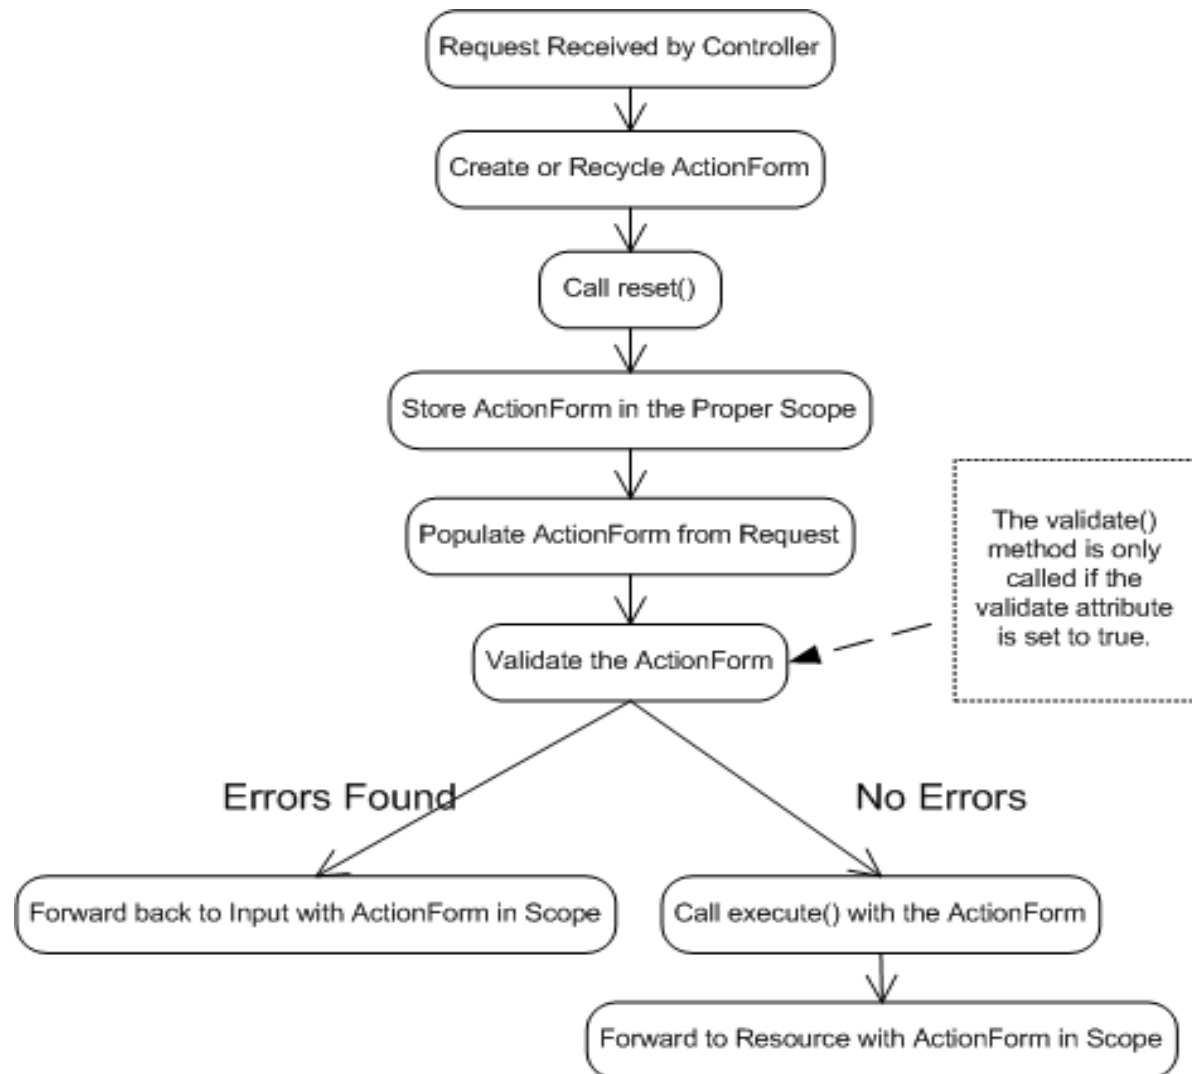 Request Received by Controller
Create or Recycle ActionForm
Call reset()
Store ActionForm in the Proper Scope
Populate ActionForm from Request
The validate()
method is only
called if the
validate attribute
is set to true.
Validate the ActionForm
Errors Found
No Errors
Forward back to Input with ActionForm in Scope
Call execute() with the ActionForm
Forward to Resource with ActionForm in Scope